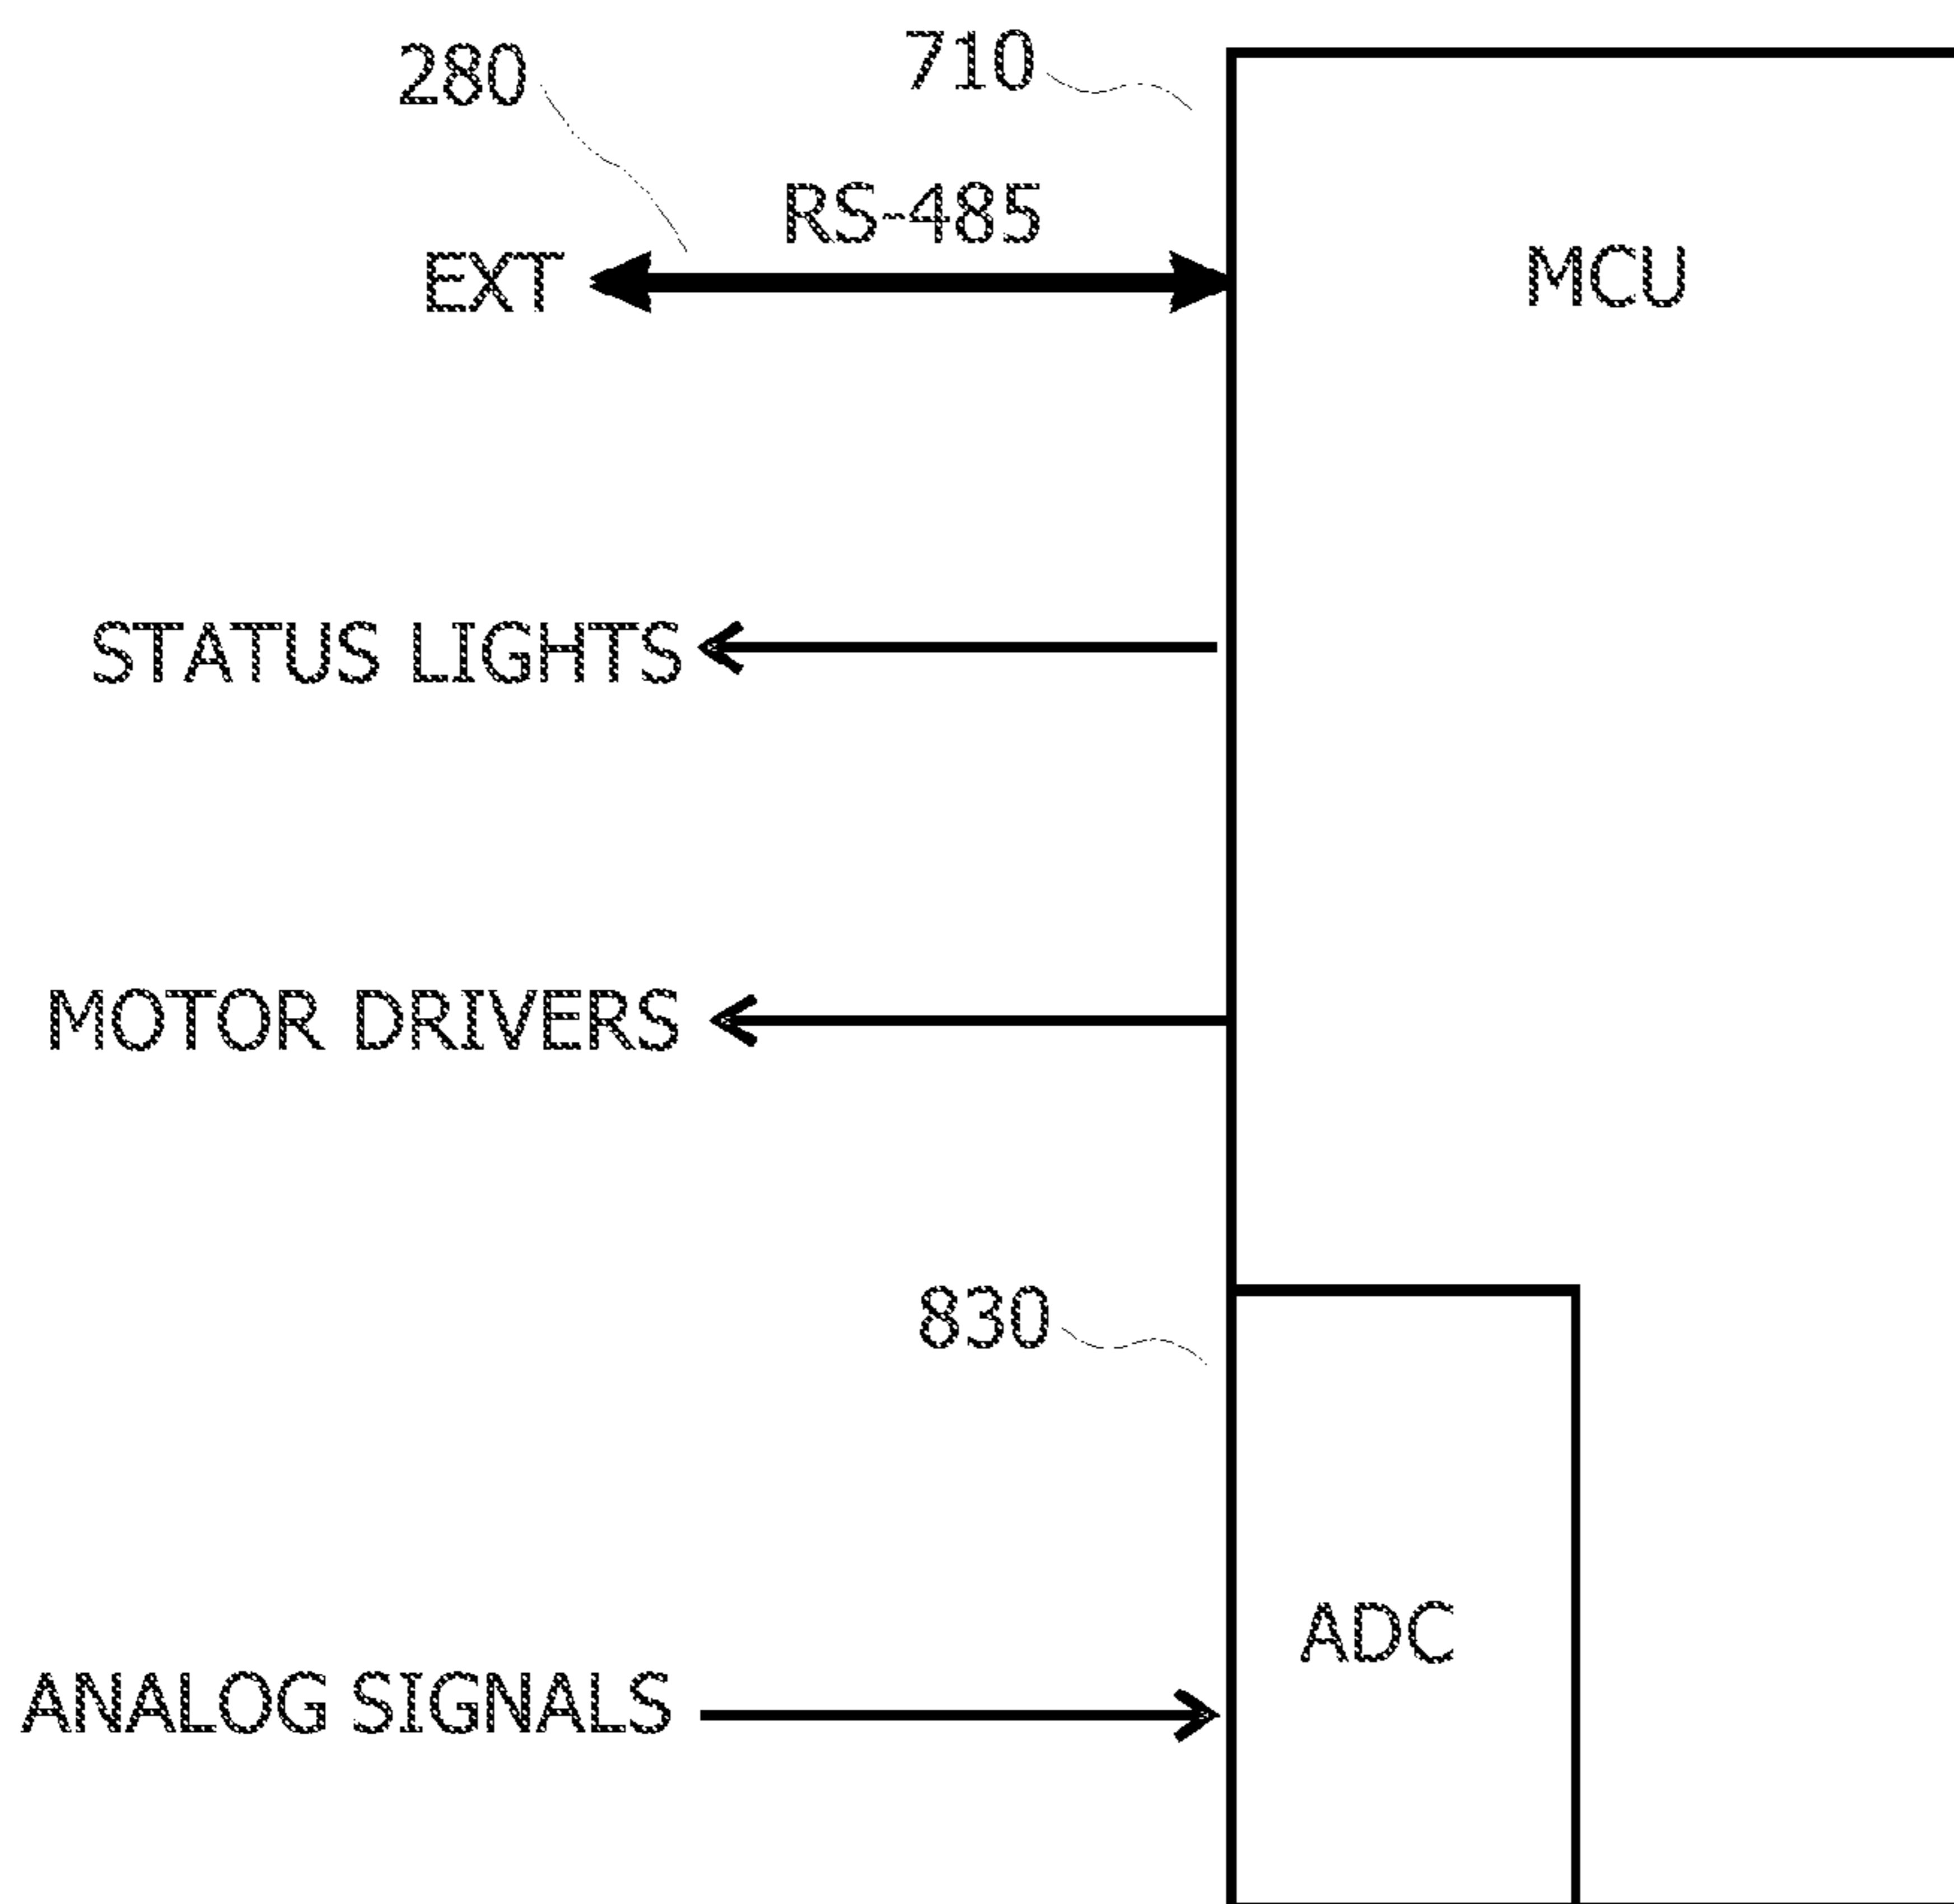 280
710
RS-485
EXT
MCU
STATUS LIGHTS
MOTOR DRIVERS
830
ADC
ANALOG SIGNALS